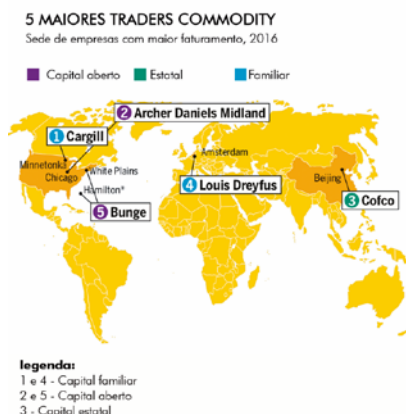 5 MAIORES TRADERS COMMODITY
Sede de empresas com maior faturamento, 2016
Capital aberto
Estatal
Familiar
2 Archer Daniels Midland
1 Cargill
Minnetonka
Chicago
White Plains
Hamilton*
5 Bunge
Amsterdam
4 Louis Dreyfus
Beijing
3 Cofco
legenda:
1 e 4 - Capital familiar
2 e 5 - Capital aberto
3 - Capital estatal